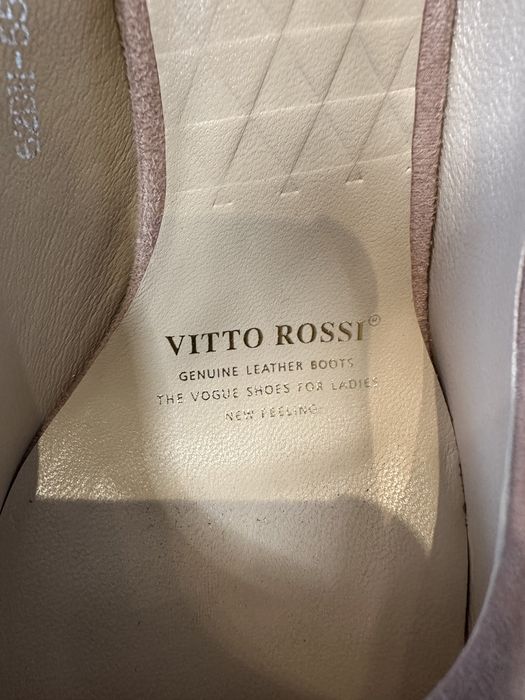 VITTO ROSSI®
GENUINE LEATHER BOOTS
THE VOGUE SHOES FOR LADIES
NEW FEELING